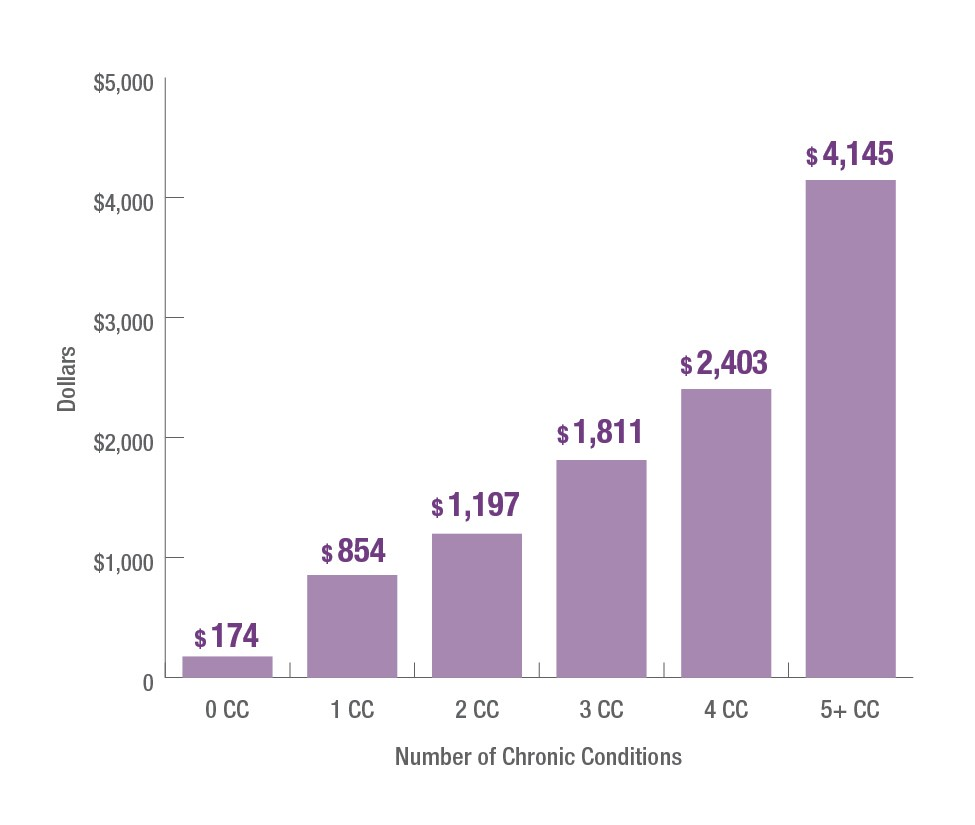 $5,000
$4,000
$3,000
$2,000
$1,000
0
Dollars
$ 174
$ 854
$ 1,197
$ 1,811
$ 2,403
$ 4,145
0 CC
1 CC
2 CC
3 CC
4 CC
5+ CC
Number of Chronic Conditions